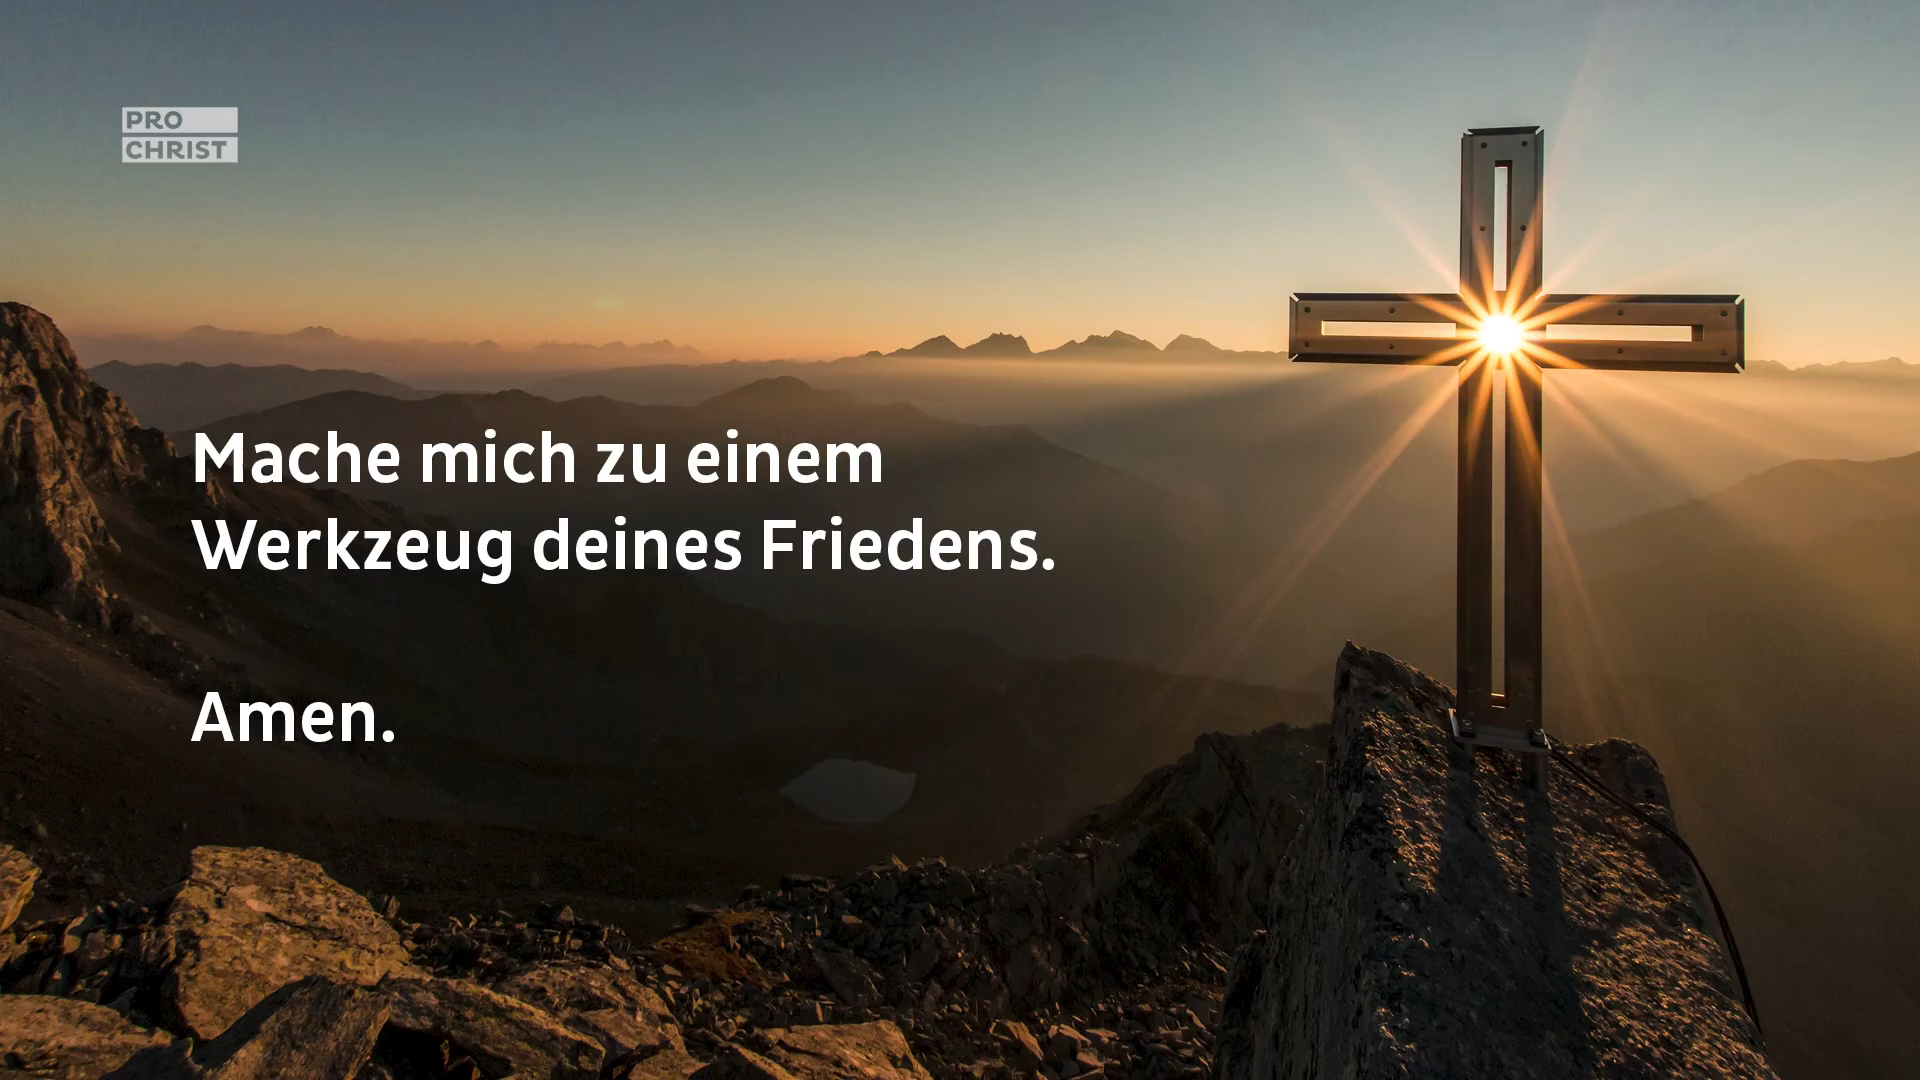 PRO
CHRIST
Mache mich zu einem
Werkzeug deines Friedens.
Amen.